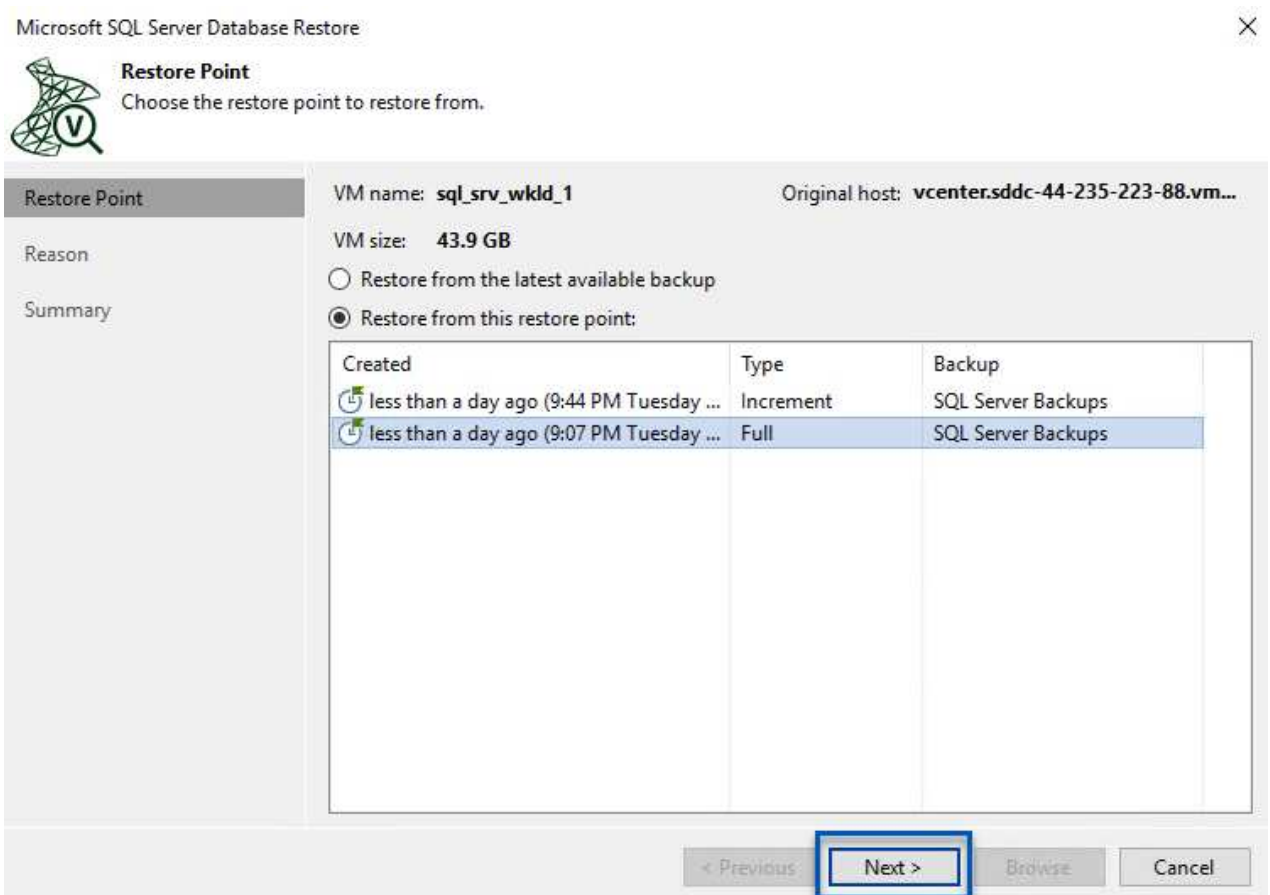 Microsoft SQL Server Database Restore
Restore Point
Choose the restore point to restore from.
V
Restore Point
Reason
Summary
VM name: sql_srv_wkld_1 Original host: vcenter.sddc-44-235-223-88.vm...
VM size: 43.9 GB
Restore from the latest available backup
Restore from this restore point:
Created Type Backup
less than a day ago (9:44 PM Tuesday ... Increment SQL Server Backups
less than a day ago (9:07 PM Tuesday ... Full SQL Server Backups
< Previous Next > Browse Cancel